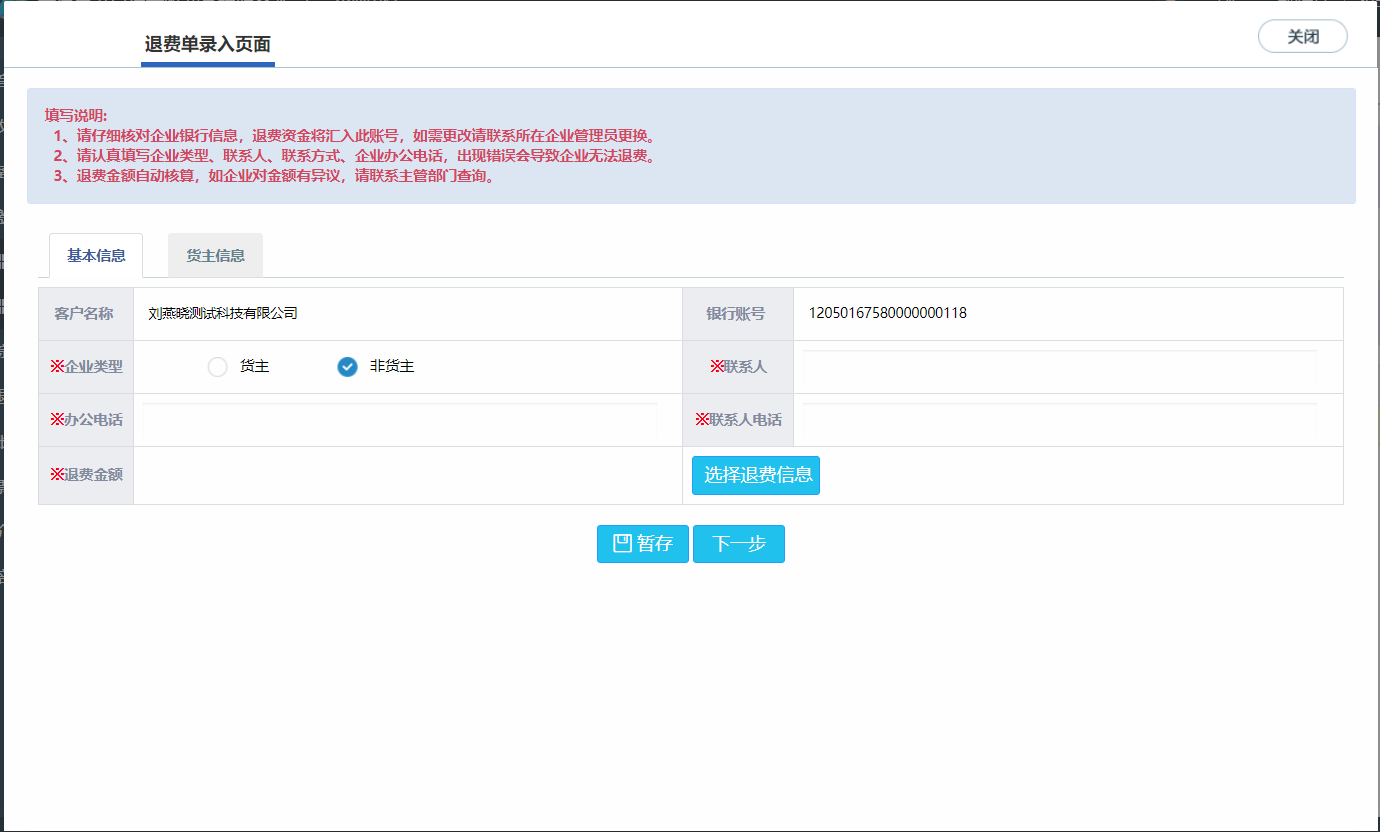 退费单录入页面
关闭
填写说明:
1、请仔细核对企业银行信息，退费资金将汇入此账号，如需更改请联系所在企业管理员更换。
2、请认真填写企业类型、联系人、联系方式、企业办公电话，出现错误会导致企业无法退费。
3、退费金额自动核算，如企业对金额有异议，请联系主管部门查询。
基本信息 货主信息
客户名称 刘燕晓测试科技有限公司 银行账号 12050167580000000118
※企业类型 货主 非货主 ※联系人
※办公电话 ※联系人电话
※退费金额 选择退费信息
暂存 下一步